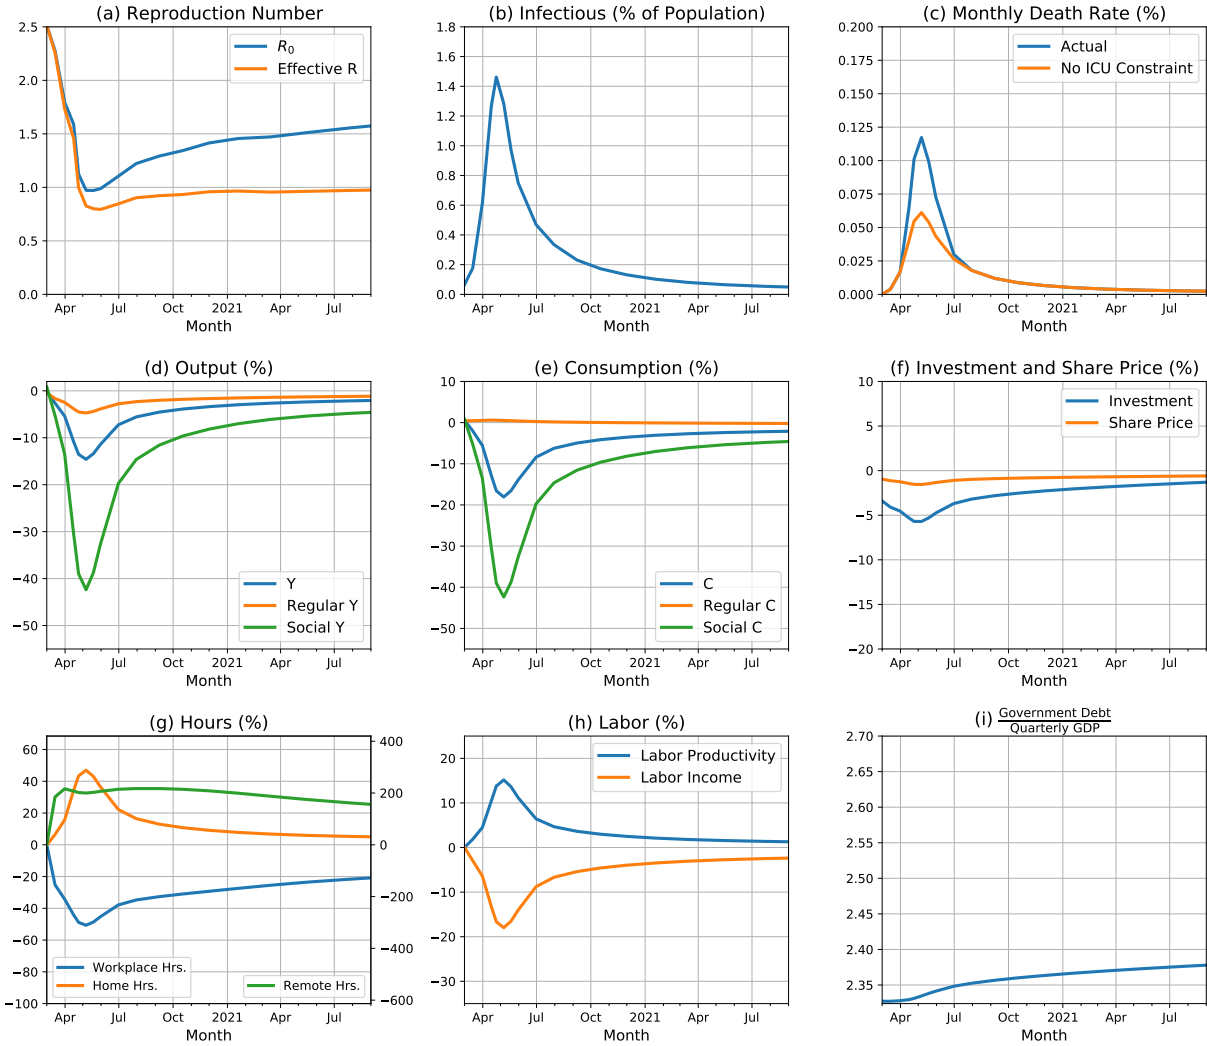 (a) Reproduction Number
2.5
2.0
1.5
1.0
0.5
0.0
R₀
Effective R
Apr Jul Oct 2021 Apr Jul
Month
(b) Infectious (% of Population)
1.8
1.6
1.4
1.2
1.0
0.8
0.6
0.4
0.2
0.0
Apr Jul Oct 2021 Apr Jul
Month
(c) Monthly Death Rate (%)
0.200
0.175
0.150
0.125
0.100
0.075
0.050
0.025
0.000
Actual
No ICU Constraint
Apr Jul Oct 2021 Apr Jul
Month
(d) Output (%)
0
−10
−20
−30
−40
−50
Y
Regular Y
Social Y
Apr Jul Oct 2021 Apr Jul
Month
(e) Consumption (%)
10
0
−10
−20
−30
−40
−50
C
Regular C
Social C
Apr Jul Oct 2021 Apr Jul
Month
(f) Investment and Share Price (%)
10
5
0
−5
−10
−15
−20
Investment
Share Price
Apr Jul Oct 2021 Apr Jul
Month
(g) Hours (%)
60
40
20
0
−20
−40
−60
−80
−100
400
200
0
−200
−400
−600
Workplace Hrs.
Home Hrs.
Remote Hrs.
Apr Jul Oct 2021 Apr Jul
Month
(h) Labor (%)
20
10
0
−10
−20
−30
Labor Productivity
Labor Income
Apr Jul Oct 2021 Apr Jul
Month
(i) Government Debt
Quarterly GDP
2.70
2.65
2.60
2.55
2.50
2.45
2.40
2.35
Apr Jul Oct 2021 Apr Jul
Month